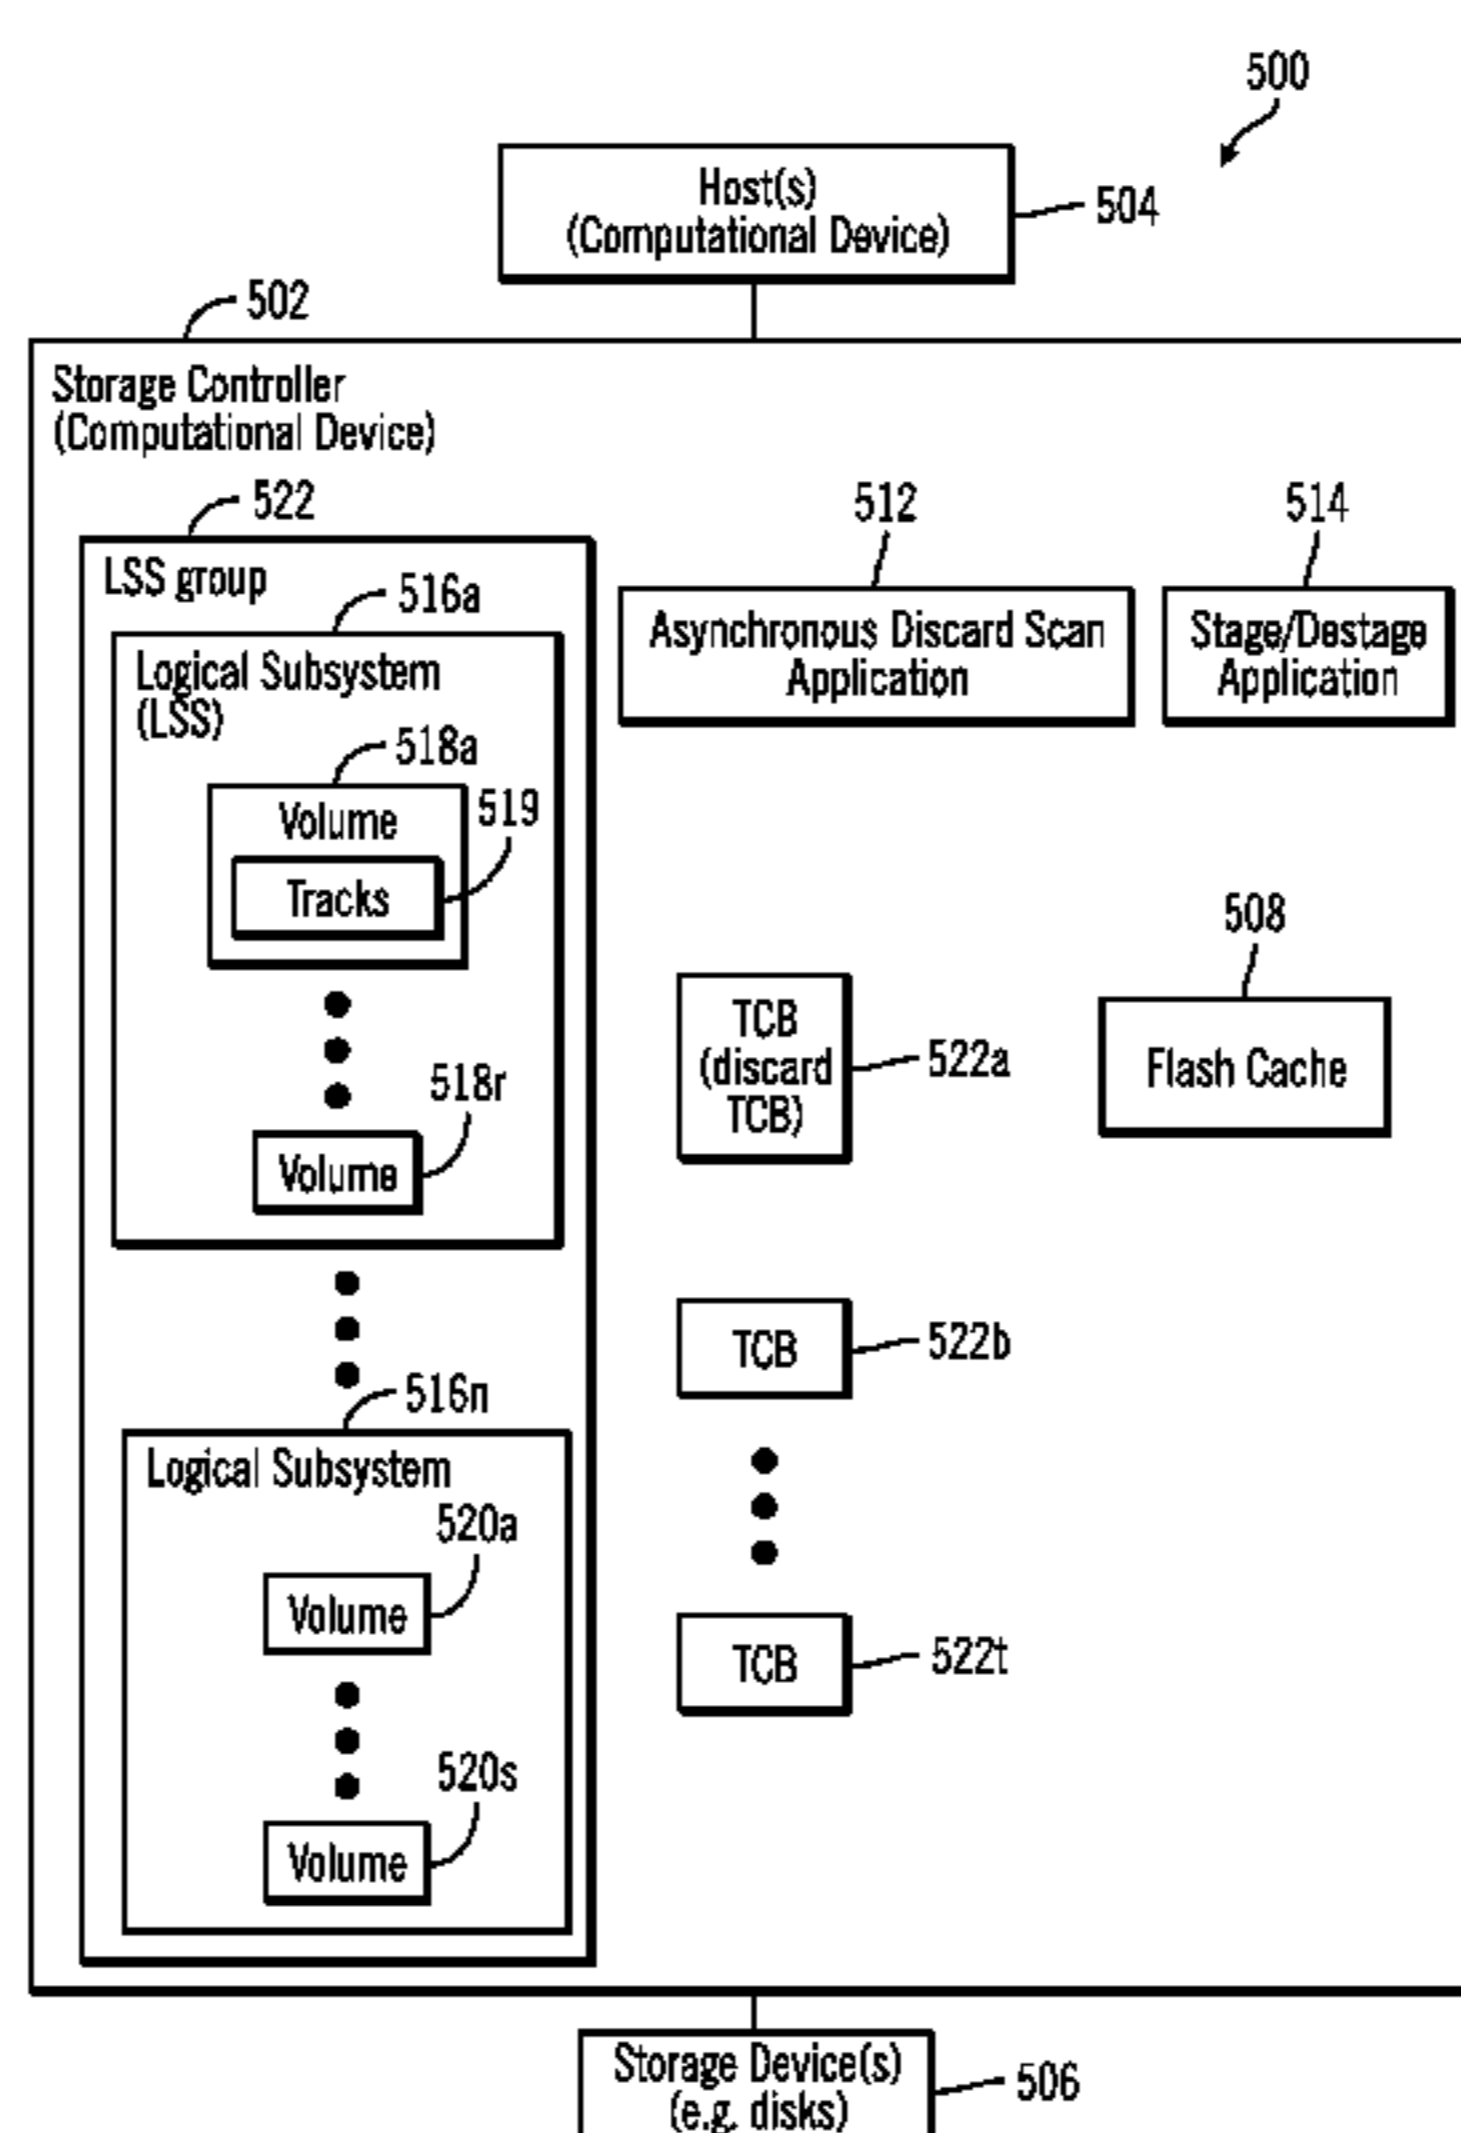 500
Host(s)
(Computational Device)
504
502
Storage Controller
(Computational Device)
522
LSS group
516a
Logical Subsystem
(LSS)
518a
Volume
519
Tracks
518r
Volume
516n
Logical Subsystem
520a
Volume
520s
Volume
512
Asynchronous Discard Scan
Application
514
Stage/Destage
Application
TCB
(discard
TCB)
522a
508
Flash Cache
TCB
522b
TCB
522t
Storage Device(s)
(e.g. disks)
506